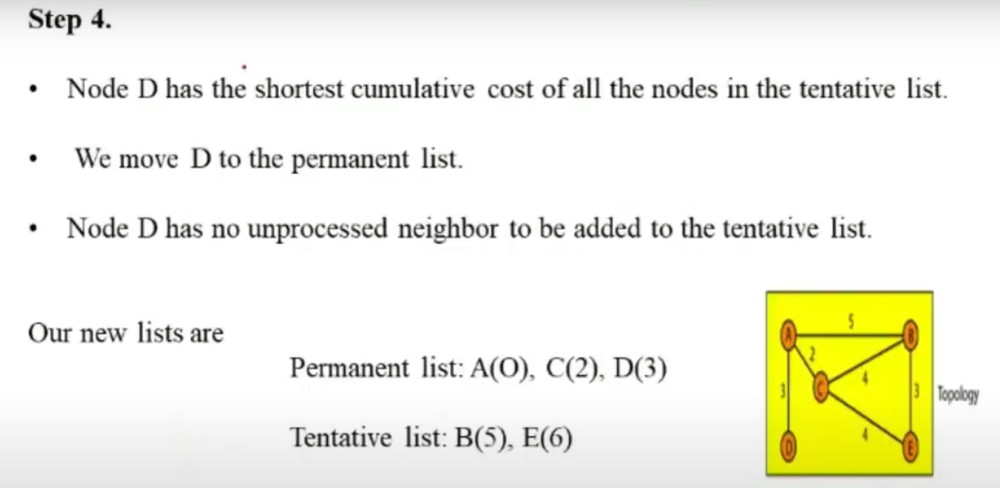 Step 4.
• Node D has the shortest cumulative cost of all the nodes in the tentative list.
• We move D to the permanent list.
• Node D has no unprocessed neighbor to be added to the tentative list.
Our new lists are
Permanent list: A(O), C(2), D(3)
Tentative list: B(5), E(6)
5
A
B
2
4
C
3
3
Topology
4
D
E